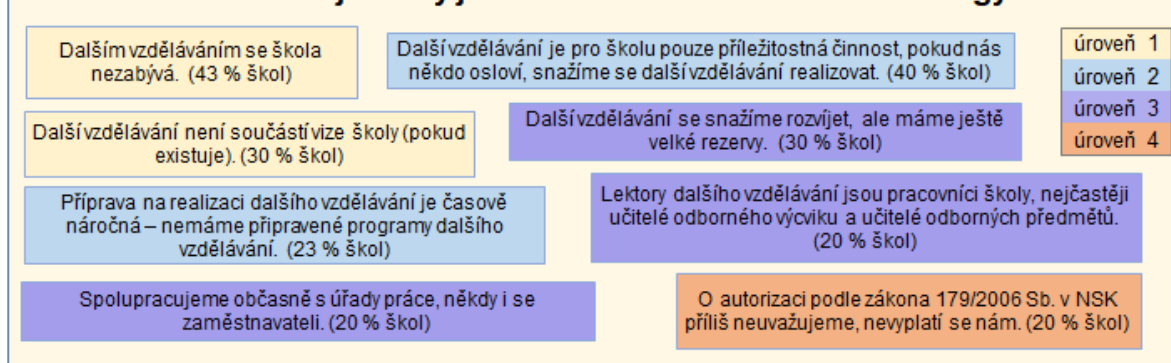 Dalším vzděláváním se škola
nezabývá. (43 % škol)
Další vzdělávání je pro školu pouze příležitostná činnost, pokud nás
někdo osloví, snažíme se další vzdělávání realizovat. (40 % škol)
úroveň 1
úroveň 2
úroveň 3
úroveň 4
Další vzdělávání není součástí vize školy (pokud
existuje). (30 % škol)
Další vzdělávání se snažíme rozvíjet, ale máme ještě
velké rezervy. (30 % škol)
Příprava na realizaci dalšího vzdělávání je časově
náročná – nemáme připravené programy dalšího
vzdělávání. (23 % škol)
Lektory dalšího vzdělávání jsou pracovníci školy, nejčastěji
učitelé odborného výcviku a učitelé odborných předmětů.
(20 % škol)
Spolupracujeme občasně s úřady práce, někdy i se
zaměstnavateli. (20 % škol)
O autorizaci podle zákona 179/2006 Sb. v NSK
příliš neuvažujeme, nevyplatí se nám. (20 % škol)